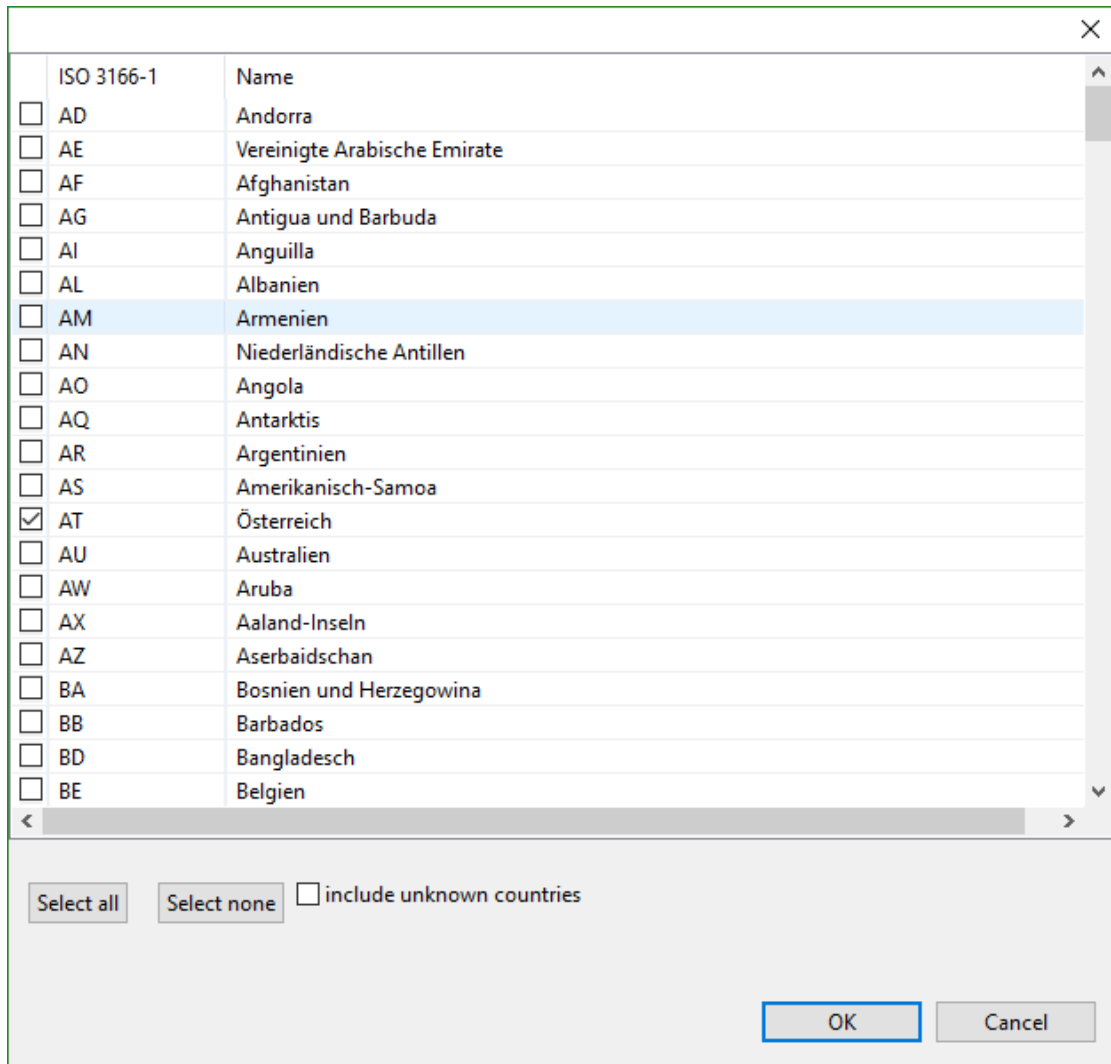 ISO 3166-1 Name
AD Andorra
AE Vereinigte Arabische Emirate
AF Afghanistan
AG Antigua und Barbuda
AI Anguilla
AL Albanien
AM Armenien
AN Niederländische Antillen
AO Angola
AQ Antarktis
AR Argentinien
AS Amerikanisch-Samoa
AT Österreich
AU Australien
AW Aruba
AX Aaland-Inseln
AZ Aserbaidschan
BA Bosnien und Herzegowina
BB Barbados
BD Bangladesch
BE Belgien
Select all Select none include unknown countries
OK Cancel